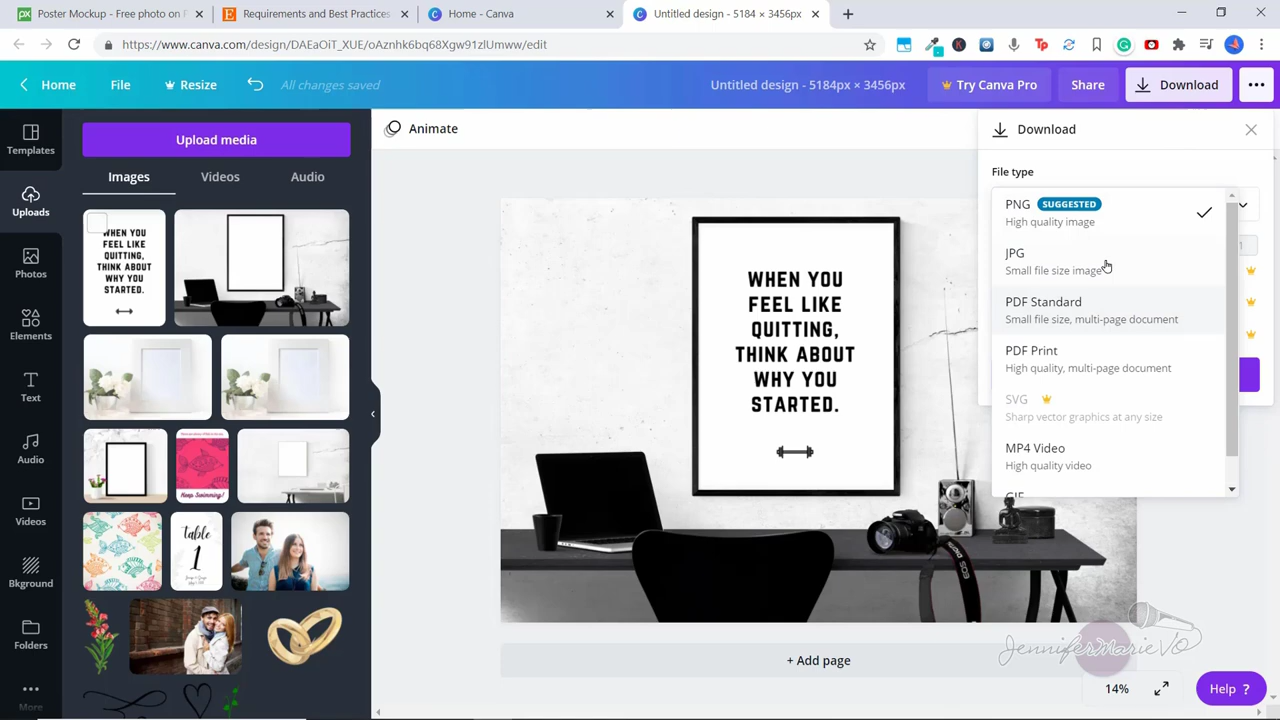 Poster Mockup - Free photo on P
Requirements and Best Practices
Home - Canva
Untitled design - 5184 × 3456px
https://www.canva.com/design/DAEaOiT_XUE/oAznhk6bq68Xgw91zlUmww/edit
Home
File
Resize
All changes saved
Untitled design - 5184px × 3456px
Try Canva Pro
Share
Download
Templates
Uploads
Photos
Elements
Text
Audio
Videos
Bkground
Folders
More
Upload media
Images
Videos
Audio
WHEN YOU
FEEL LIKE
QUITTING,
THINK ABOUT
WHY YOU
STARTED.
Keep Swimming!
table
1
Animate
WHEN YOU
FEEL LIKE
QUITTING,
THINK ABOUT
WHY YOU
STARTED.
EOS
+ Add page
Download
File type
PNG SUGGESTED
High quality image
JPG
Small file size image
PDF Standard
Small file size, multi-page document
PDF Print
High quality, multi-page document
SVG
Sharp vector graphics at any size
MP4 Video
High quality video
GIF
JenniferMarieVO
14%
Help ?